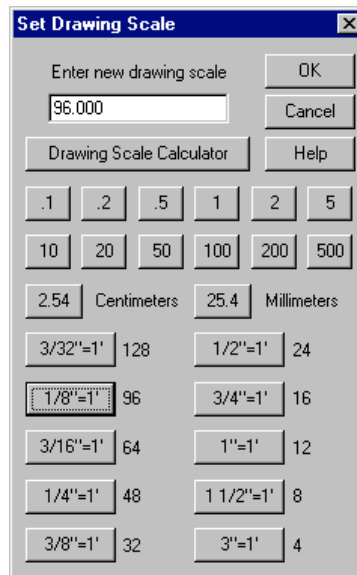 Set Drawing Scale
Enter new drawing scale OK
96.000 Cancel
Drawing Scale Calculator Help
.1 .2 .5 1 2 5
10 20 50 100 200 500
2.54 Centimeters 25.4 Millimeters
3/32"=1' 128 1/2"=1' 24
1/8"=1' 96 3/4"=1' 16
3/16"=1' 64 1"=1' 12
1/4"=1' 48 1 1/2"=1' 8
3/8"=1' 32 3"=1' 4